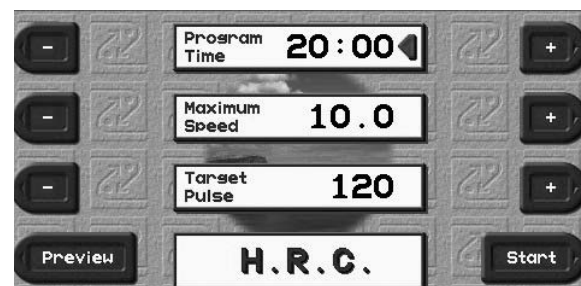 - Program Time 20:00 +
- Maximum Speed 10.0 +
- Target Pulse 120 +
Preview H.R.C. Start